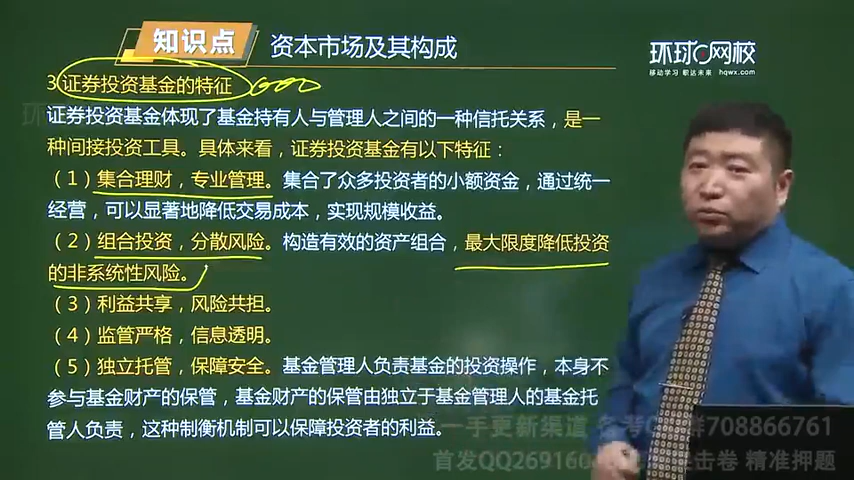 知识点
资本市场及其构成
环球网校
移动学习 职达未来 hqwx.com
3.证券投资基金的特征
证券投资基金体现了基金持有人与管理人之间的一种信托关系，是一
种间接投资工具。具体来看，证券投资基金有以下特征：
（1）集合理财，专业管理。集合了众多投资者的小额资金，通过统一
经营，可以显著地降低交易成本，实现规模收益。
（2）组合投资，分散风险。构造有效的资产组合，最大限度降低投资
的非系统性风险。
（3）利益共享，风险共担。
（4）监管严格，信息透明。
（5）独立托管，保障安全。基金管理人负责基金的投资操作，本身不
参与基金财产的保管，基金财产的保管由独立于基金管理人的基金托
管人负责，这种制衡机制可以保障投资者的利益。
一手更新渠道 备考 群708866761
首发QQ26916 击卷 精准押题